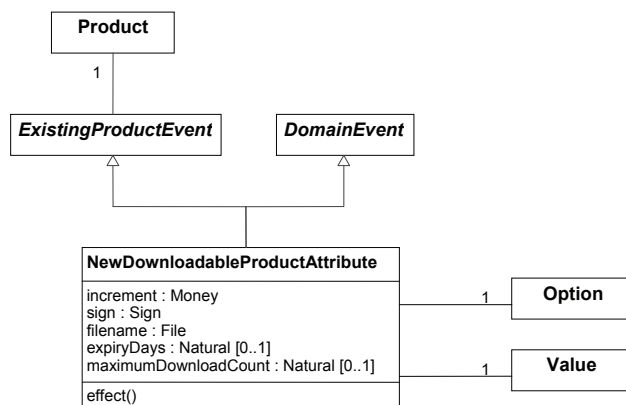 Product
1
ExistingProductEvent
DomainEvent
NewDownloadableProductAttribute
increment : Money
sign : Sign
filename : File
expiryDays : Natural [0..1]
maximumDownloadCount : Natural [0..1]
effect()
1
Option
1
Value